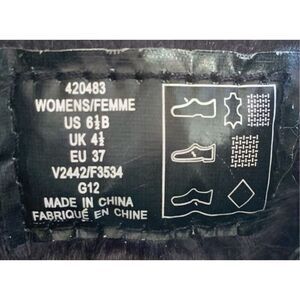 420483
WOMENS/FEMME
US 6½B
UK 4½
EU 37
V2442/F3534
G12
MADE IN CHINA
FABRIQUÉ EN CHINE